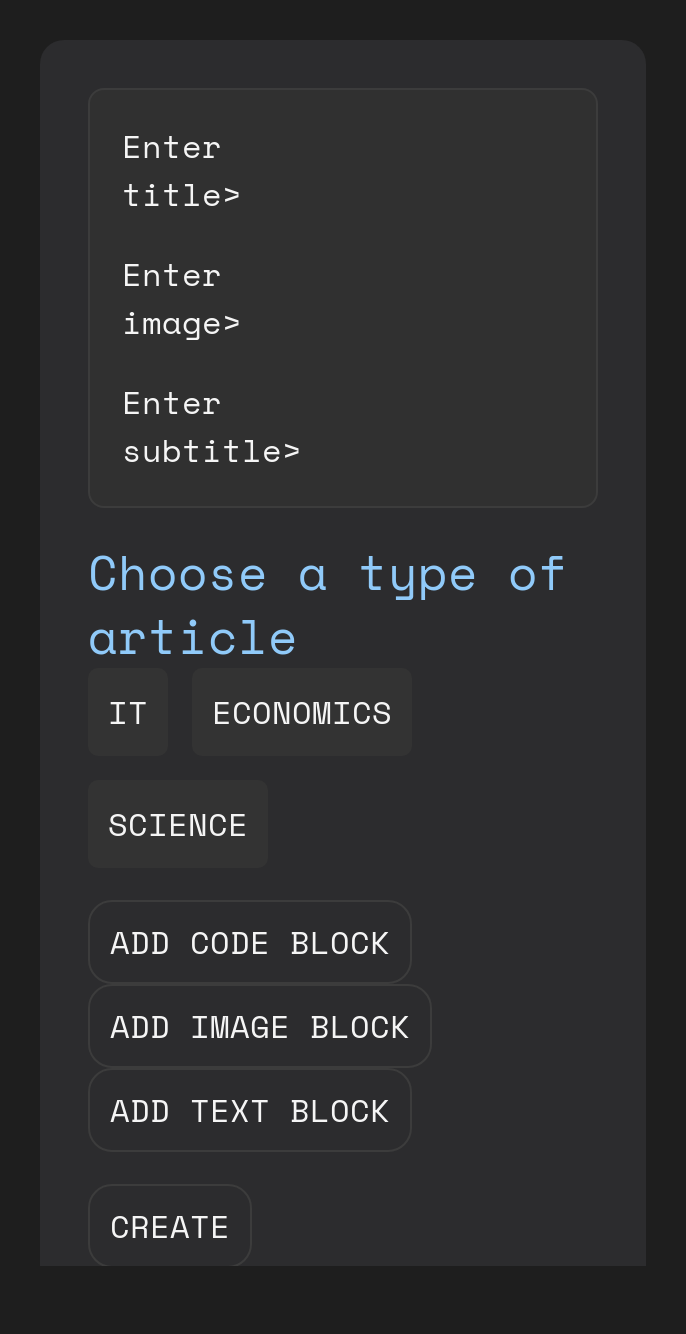 Enter
title>
Enter
image>
Enter
subtitle>
Choose a type of
article
IT ECONOMICS
SCIENCE
ADD CODE BLOCK
ADD IMAGE BLOCK
ADD TEXT BLOCK
CREATE